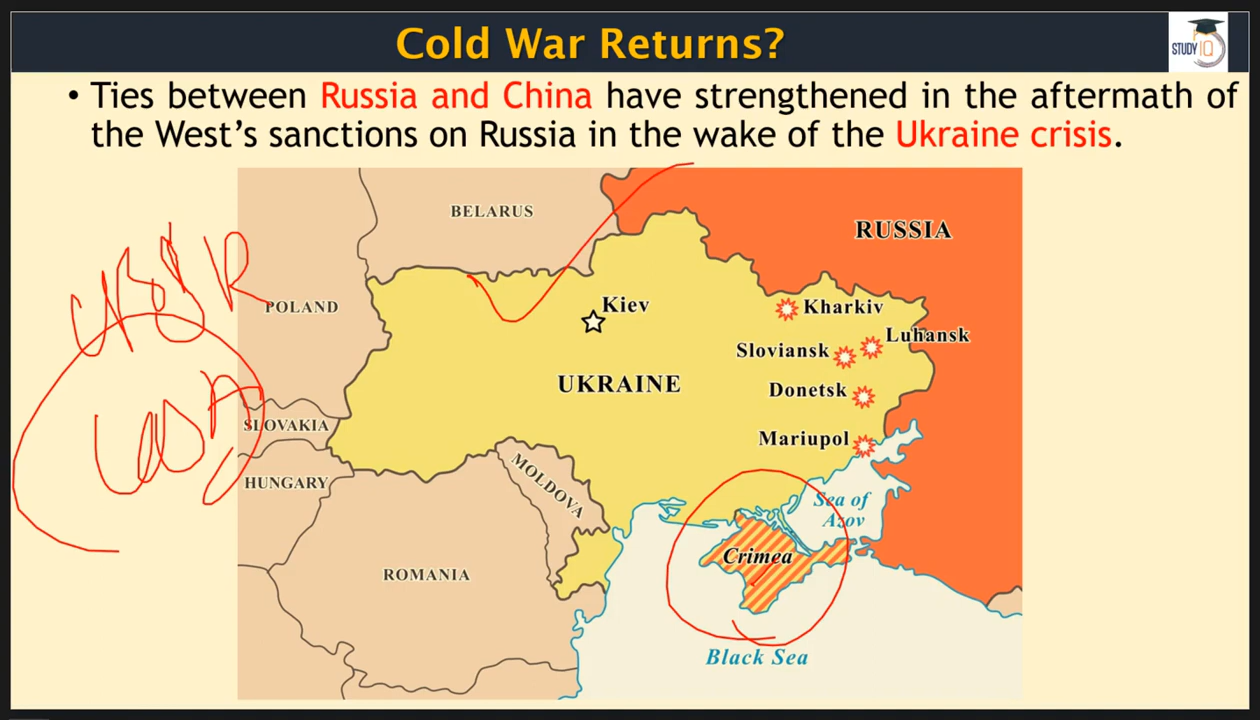 Cold War Returns?
STUDY IQ
• Ties between Russia and China have strengthened in the aftermath of
the West's sanctions on Russia in the wake of the Ukraine crisis.
BELARUS
RUSSIA
POLAND
Kiev
Kharkiv
Luhansk
Sloviansk
UKRAINE
Donetsk
SLOVAKIA
Mariupol
HUNGARY
MOLDOVA
Sea of
Azov
Crimea
ROMANIA
Black Sea